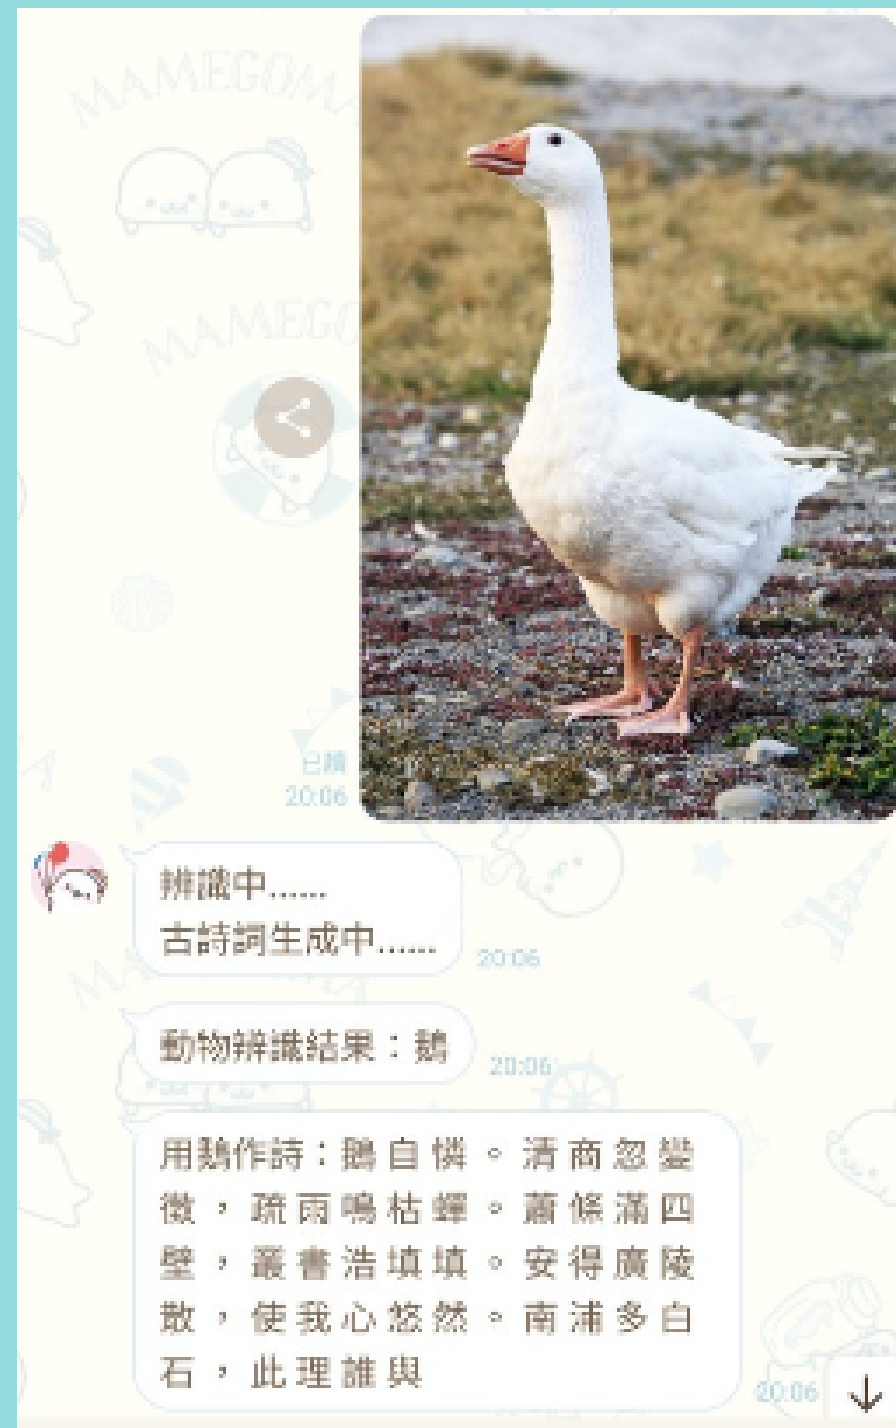 MAMEGOMA
MAMEGO
已讀
20:06
辨識中......
古詩詞生成中......
20:06
動物辨識結果：鵝
20:06
用鵝作詩：鵝自憐。清商忽變
徵，疏雨鳴枯蟬。蕭條滿四
壁，叢書浩填填。安得廣陵
散，使我心悠然。南浦多白
石，此理誰與
20:06